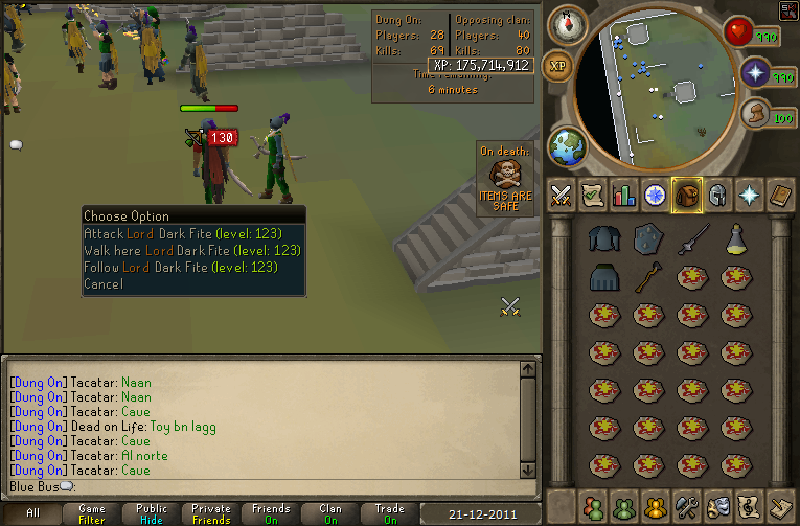 Dung On:
Players: 28
Kills: 69
Opposing clan:
Players: 40
Kills: 80
XP: 175,714,912
Time remaining:
6 minutes
XP
990
990
100
130
On death:
ITEMS ARE
SAFE
Choose Option
Attack Lord Dark Fite (level: 123)
Walk here Lord Dark Fite (level: 123)
Follow Lord Dark Fite (level: 123)
Cancel
[Dung On] Tacatar: Naan
[Dung On] Tacatar: Naan
[Dung On] Tacatar: Caue
[Dung On] Dead on Life: Toy bn lagg
[Dung On] Tacatar: Caue
[Dung On] Tacatar: Al norte
[Dung On] Tacatar: Caue
Blue Bus:
All
Game
Filter
Public
Hide
Private
Friends
Friends
On
Clan
On
Trade
On
21-12-2011